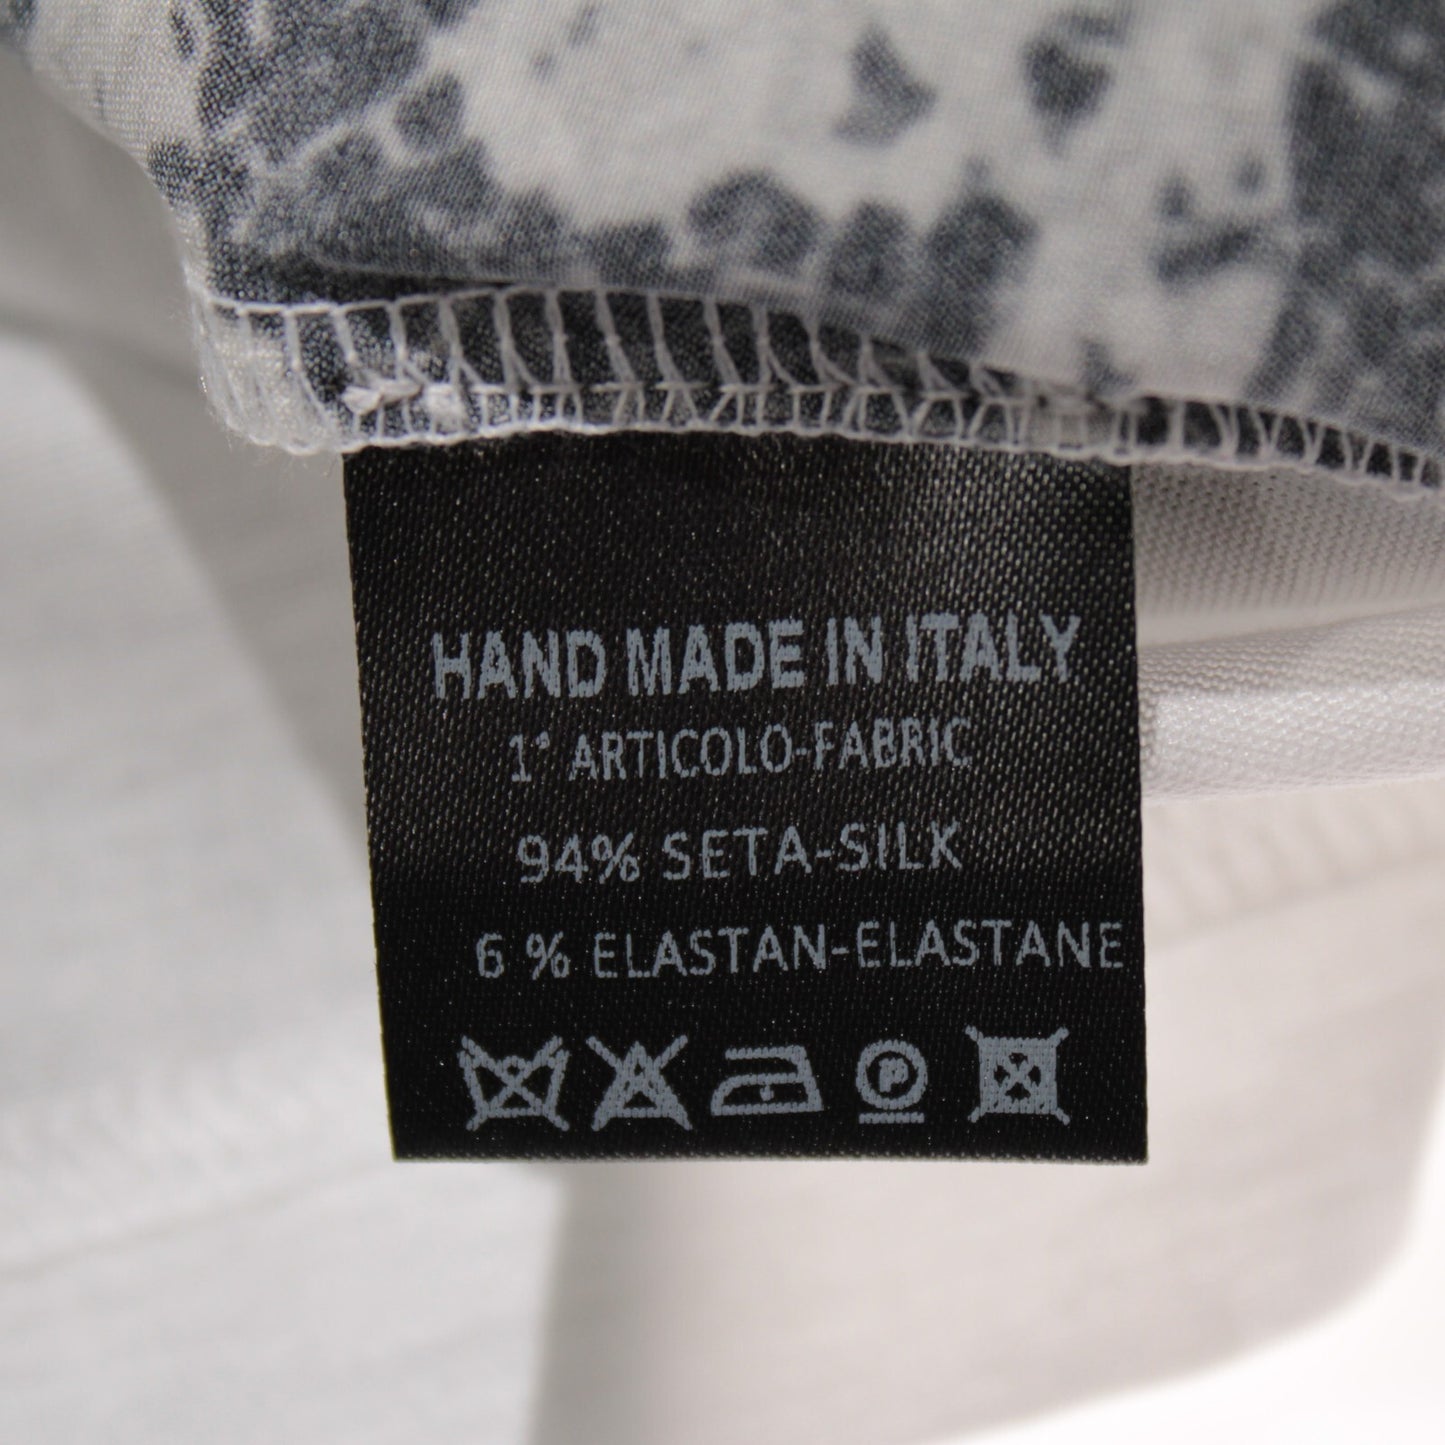 HAND MADE IN ITALY
1° ARTICOLO-FABRIC
94% SETA-SILK
6 % ELASTAN-ELASTANE
P